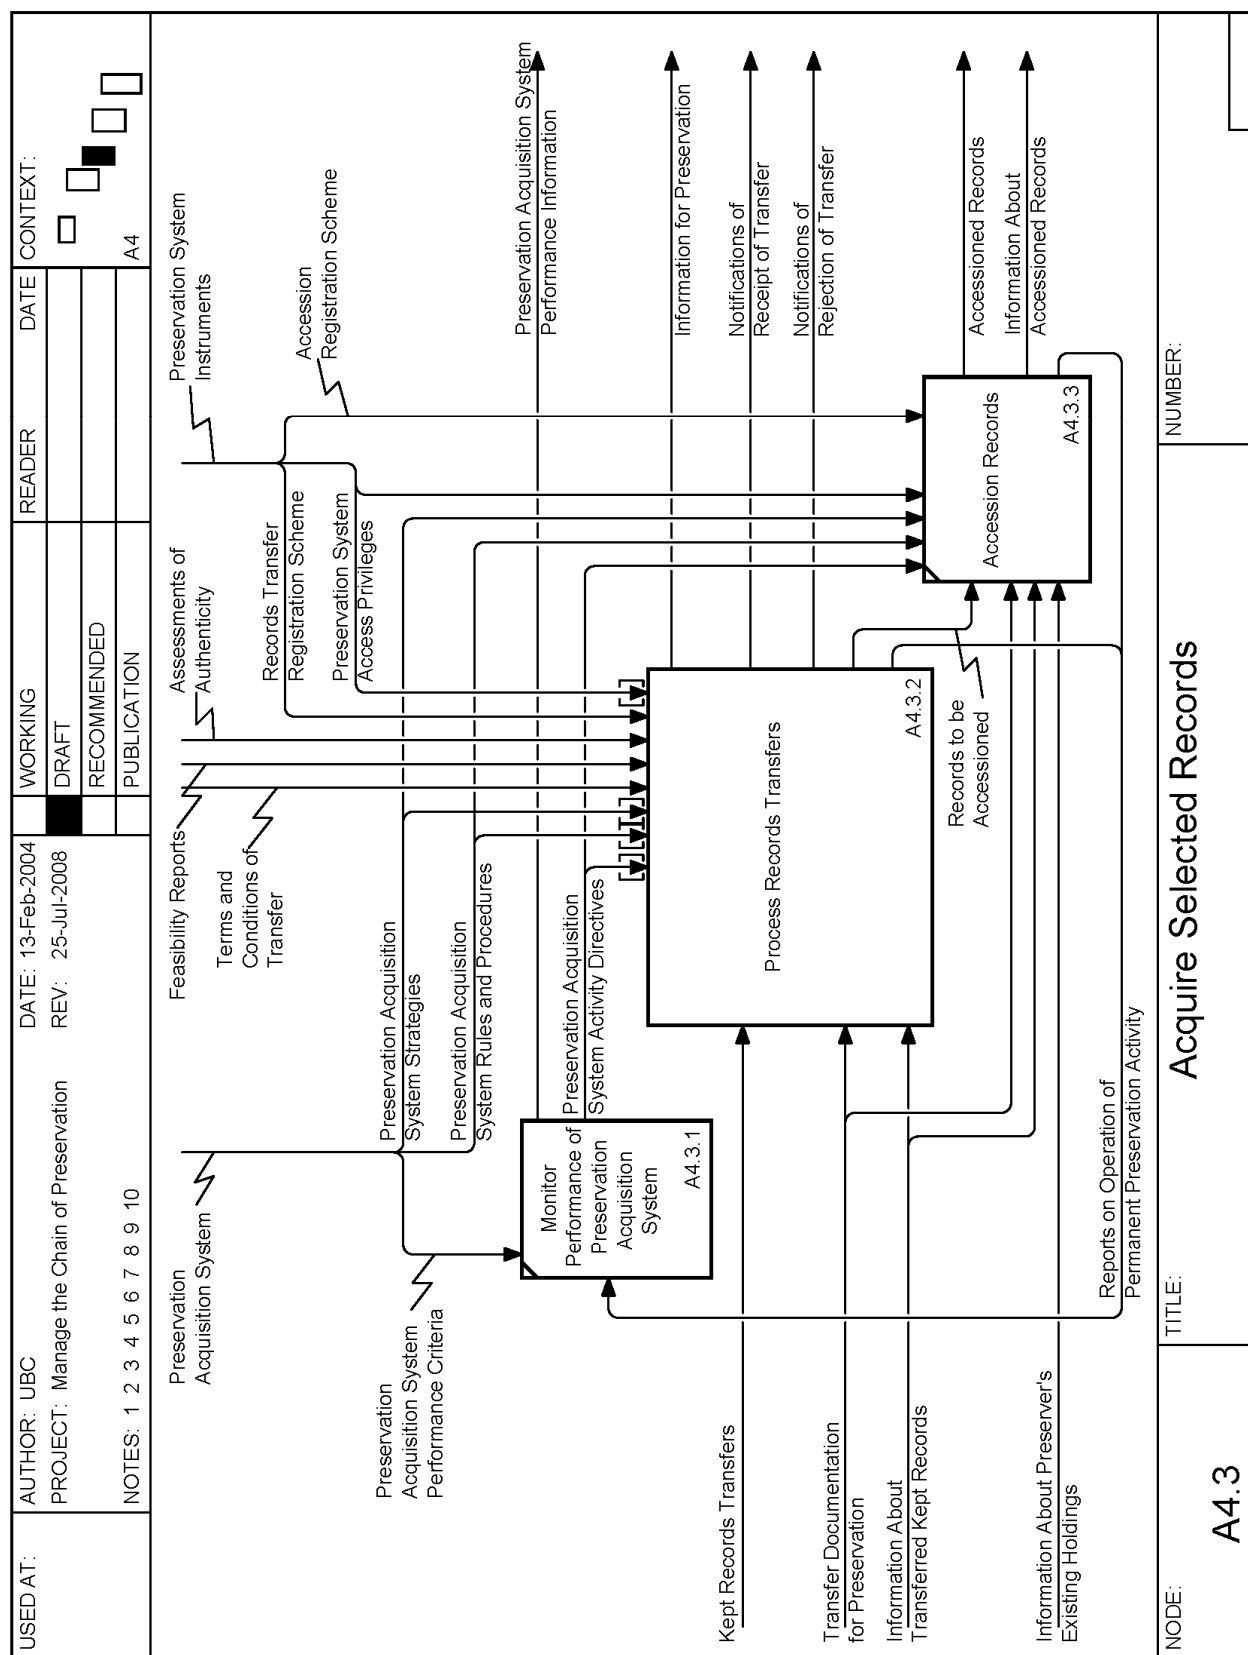 USED AT:
AUTHOR: UBC
PROJECT: Manage the Chain of Preservation
NOTES: 1 2 3 4 5 6 7 8 9 10
DATE: 13-Feb-2004
REV: 25-Jul-2008
WORKING
DRAFT
RECOMMENDED
PUBLICATION
READER
DATE
CONTEXT:
A4
Preservation
Acquisition System
Feasibility Reports
Terms and
Conditions of
Transfer
Assessments of
Authenticity
Preservation System
Instruments
Records Transfer
Registration Scheme
Accession
Registration Scheme
Preservation System
Access Privileges
Preservation
Acquisition System
Performance Criteria
Preservation Acquisition
System Strategies
Preservation Acquisition
System Rules and Procedures
Preservation Acquisition System
Performance Information
Monitor
Performance of
Preservation
Acquisition
System
A4.3.1
Preservation Acquisition
System Activity Directives
Information for Preservation
Kept Records Transfers
Process Records Transfers
A4.3.2
Notifications of
Receipt of Transfer
Notifications of
Rejection of Transfer
Transfer Documentation
for Preservation
Information About
Transferred Kept Records
Records to be
Accessioned
Accession Records
A4.3.3
Accessioned Records
Information About
Accessioned Records
Information About Preserver's
Existing Holdings
Reports on Operation of
Permanent Preservation Activity
NODE:
A4.3
TITLE:
Acquire Selected Records
NUMBER: